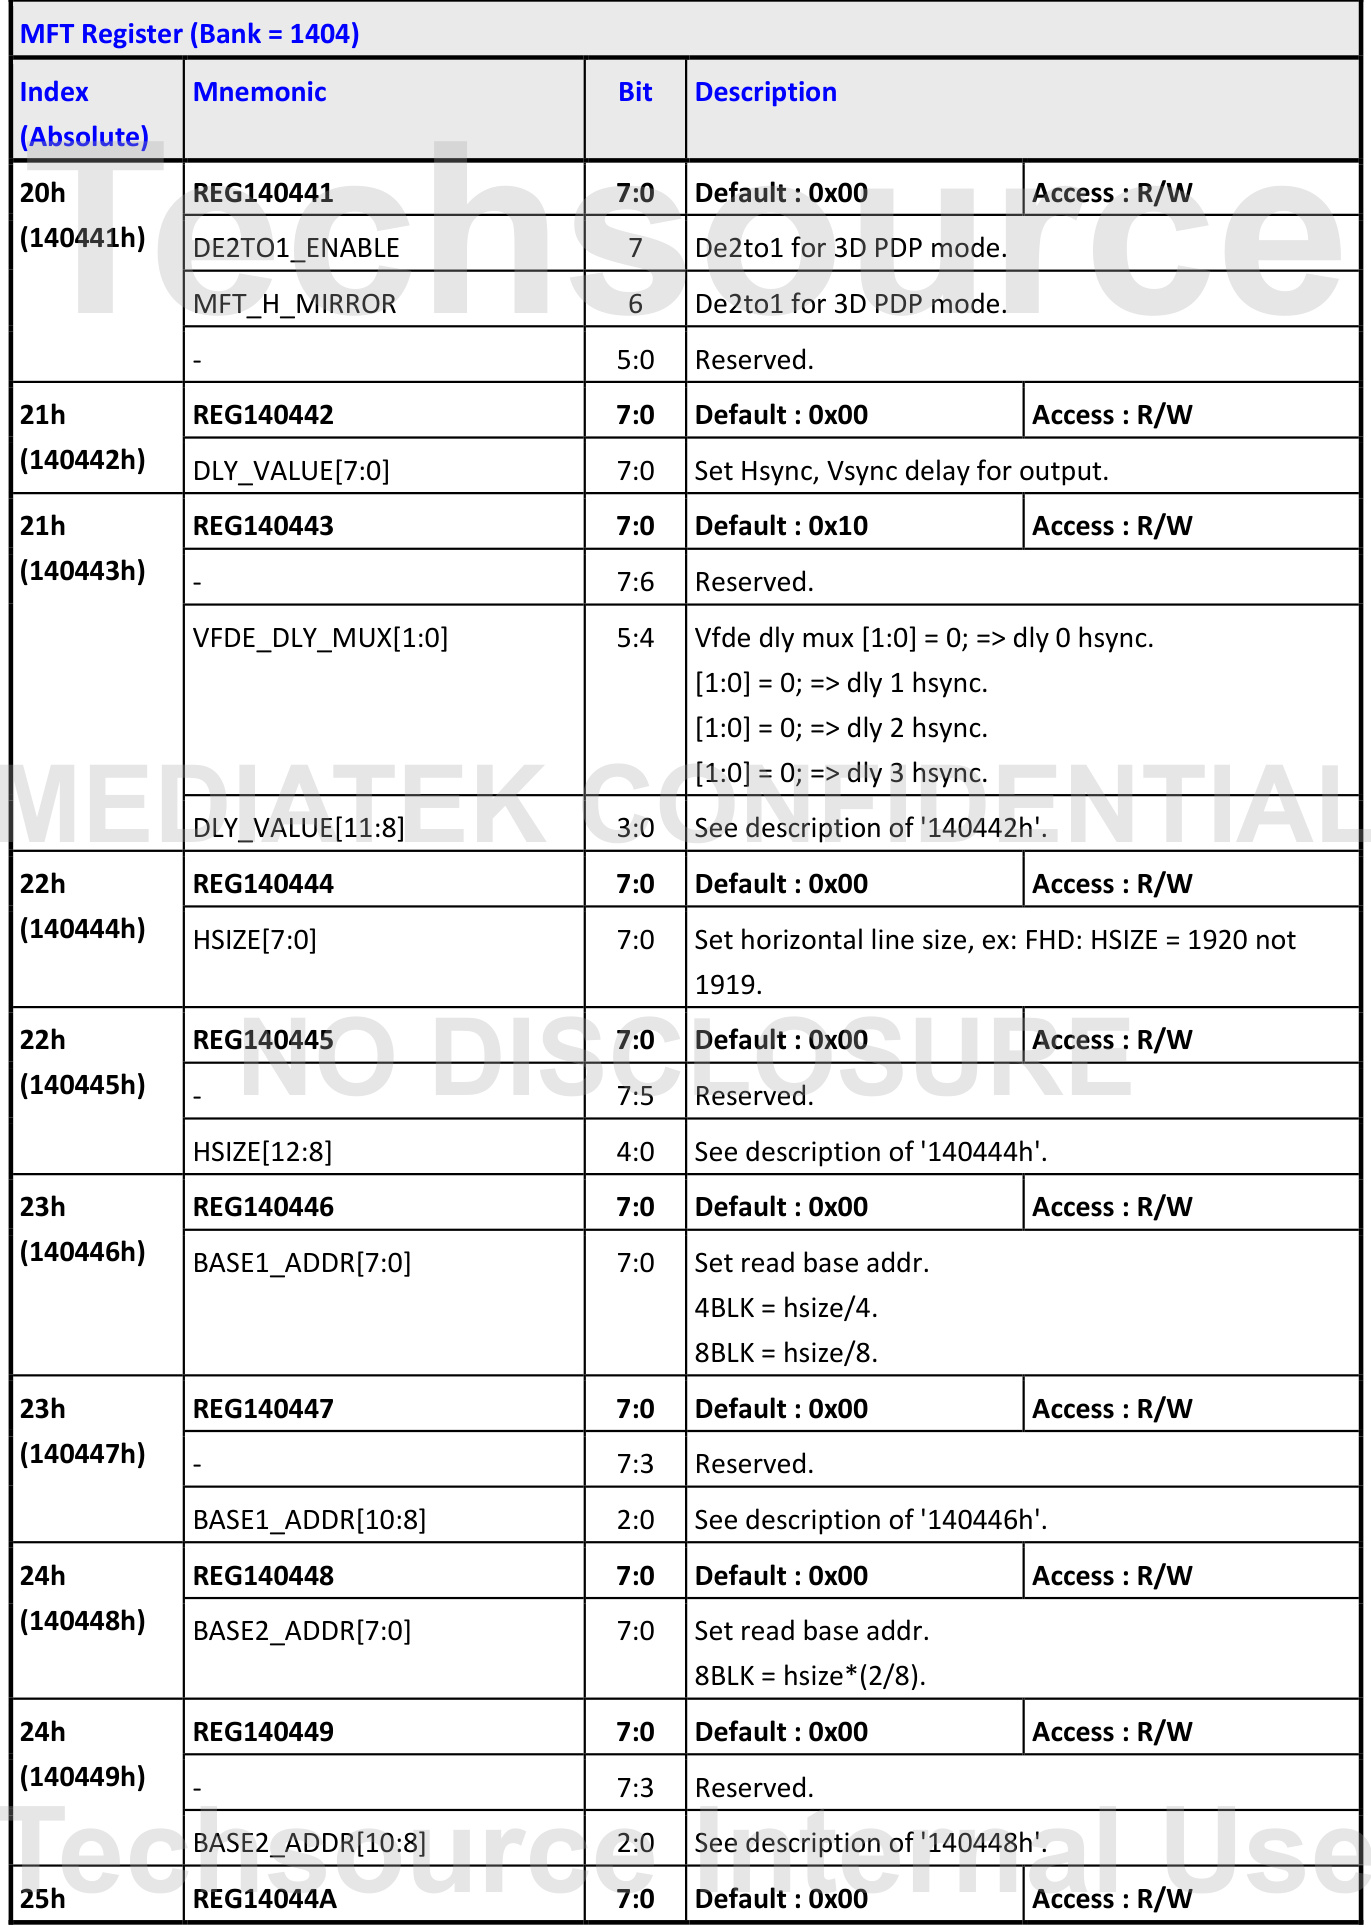 MFT Register (Bank = 1404)
Index Mnemonic Bit Description
(Absolute)
20h REG140441 7:0 Default : 0x00 Access : R/W
(140441h) DE2TO1_ENABLE 7 De2to1 for 3D PDP mode.
MFT_H_MIRROR 6 De2to1 for 3D PDP mode.
- 5:0 Reserved.
Techsource
21h REG140442 7:0 Default : 0x00 Access : R/W
(140442h) DLY_VALUE[7:0] 7:0 Set Hsync, Vsync delay for output.
21h REG140443 7:0 Default : 0x10 Access : R/W
(140443h) - 7:6 Reserved.
VFDE_DLY_MUX[1:0] 5:4 Vfde dly mux [1:0] = 0; => dly 0 hsync.
[1:0] = 0; => dly 1 hsync.
[1:0] = 0; => dly 2 hsync.
[1:0] = 0; => dly 3 hsync.
MEDIATEK CONFIDENTIAL
DLY_VALUE[11:8] 3:0 See description of '140442h'.
22h REG140444 7:0 Default : 0x00 Access : R/W
(140444h) HSIZE[7:0] 7:0 Set horizontal line size, ex: FHD: HSIZE = 1920 not
1919.
22h REG140445 7:0 Default : 0x00 Access : R/W
NO DISCLOSURE
(140445h) - 7:5 Reserved.
HSIZE[12:8] 4:0 See description of '140444h'.
23h REG140446 7:0 Default : 0x00 Access : R/W
(140446h) BASE1_ADDR[7:0] 7:0 Set read base addr.
4BLK = hsize/4.
8BLK = hsize/8.
23h REG140447 7:0 Default : 0x00 Access : R/W
(140447h) - 7:3 Reserved.
BASE1_ADDR[10:8] 2:0 See description of '140446h'.
24h REG140448 7:0 Default : 0x00 Access : R/W
(140448h) BASE2_ADDR[7:0] 7:0 Set read base addr.
8BLK = hsize*(2/8).
24h REG140449 7:0 Default : 0x00 Access : R/W
(140449h) - 7:3 Reserved.
BASE2_ADDR[10:8] 2:0 See description of '140448h'.
Techsource Internal Use
25h REG14044A 7:0 Default : 0x00 Access : R/W